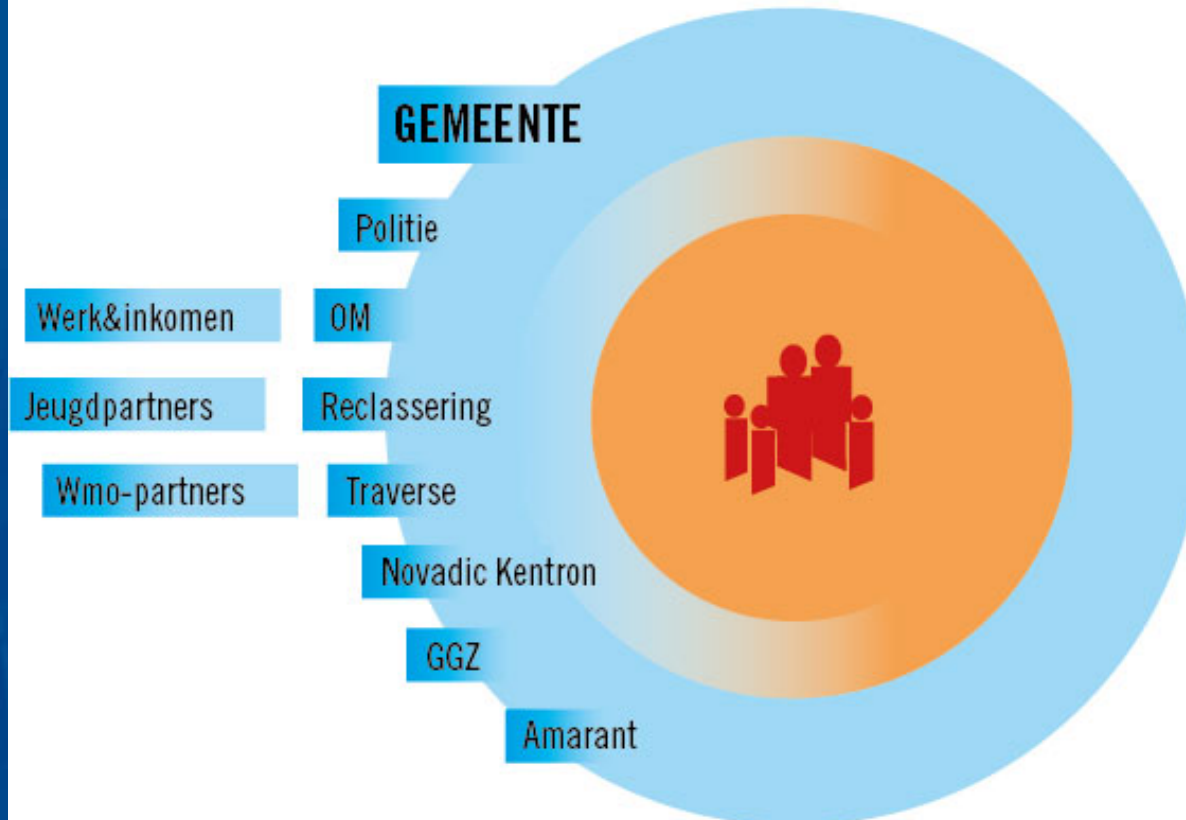 GEMEENTE
Politie
Werk&inkomen OM
Jeugdpartners Reclassering
Wmo-partners Traverse
Novadic Kentron
GGZ
Amarant